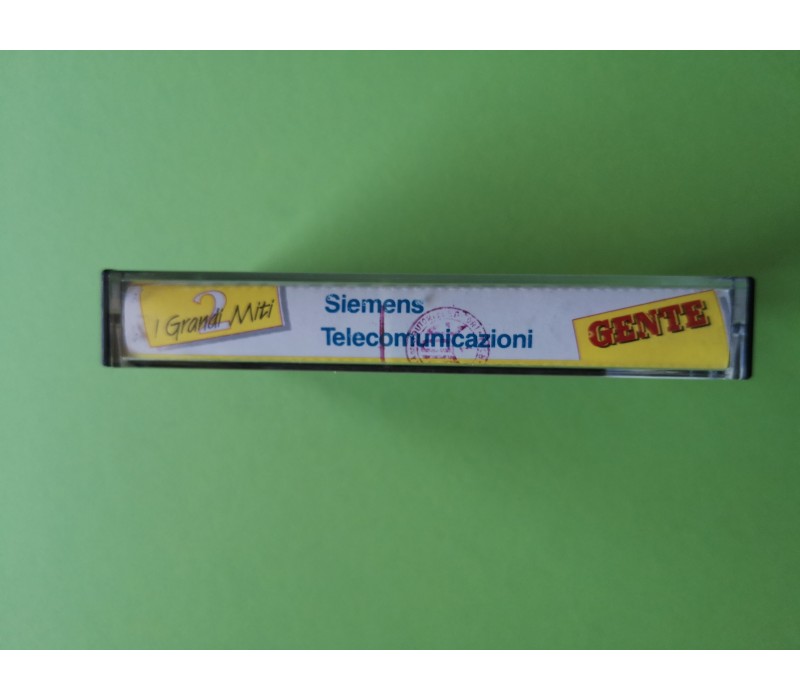 2
I Grandi Miti
Siemens
Telecomunicazioni
GENTE